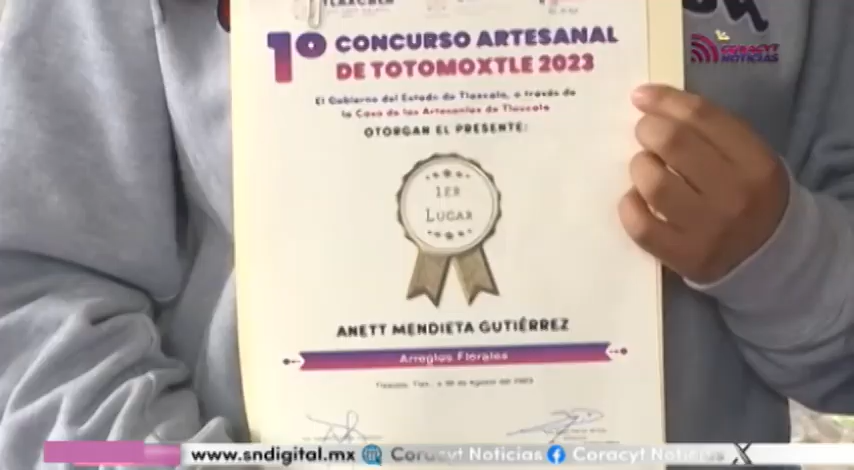 TLAXCALA
CORACYT
NOTICIAS
1º CONCURSO ARTESANAL
DE TOTOMOXTLE 2023
El Gobierno del Estado de Tlaxcala, a través de
la Casa de las Artesanías de Tlaxcala
OTORGAN EL PRESENTE:
1ER
LUGAR
ANETT MENDIETA GUTIÉRREZ
Arreglos Florales
www.sndigital.mx Coracyt Noticias Coracyt Noticias X